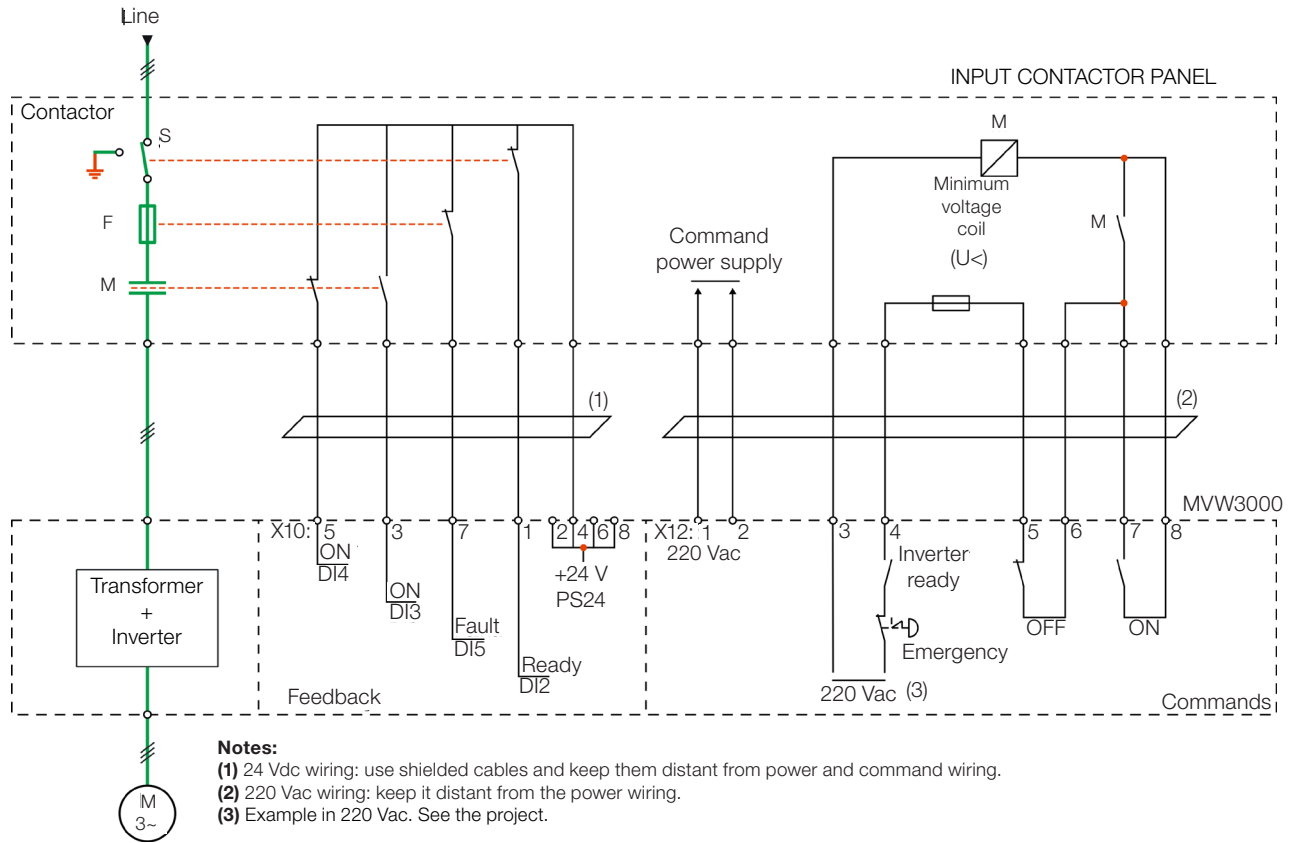 Line
INPUT CONTACTOR PANEL
Contactor
S
F
M
M
Minimum
voltage
coil
(U<)
M
Command
power supply
(1)
(2)
MVW3000
X10: 5 3 7 1 2 4 6 8
X12: 1 2 3 4 5 6 7 8
220 Vac
ON
DI4
ON
DI3
Fault
DI5
Ready
DI2
+24 V
PS24
Inverter
ready
Emergency
OFF
ON
220 Vac (3)
Transformer
+
Inverter
Feedback
Commands
M
3~
Notes:
(1) 24 Vdc wiring: use shielded cables and keep them distant from power and command wiring.
(2) 220 Vac wiring: keep it distant from the power wiring.
(3) Example in 220 Vac. See the project.